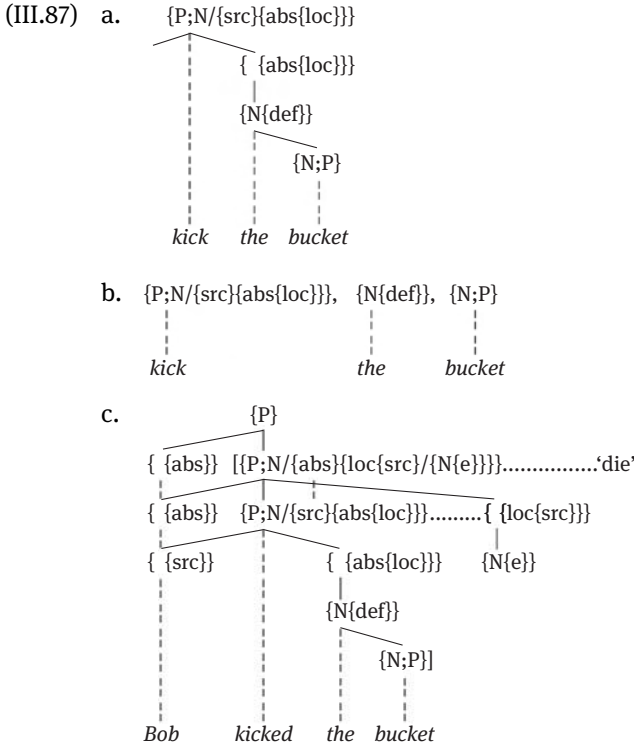 (III.87) a. {P;N/{src}{abs{loc}}}
{ {abs{loc}}}
{N{def}}
{N;P}
kick the bucket
b. {P;N/{src}{abs{loc}}}, {N{def}}, {N;P}
kick the bucket
c. {P}
{ {abs}} [{P;N/{abs}{loc{src}/{N{e}}}}................'die'
{ {abs}} {P;N/{src}{abs{loc}}}.........{ {loc{src}}}
{ {src}} { {abs{loc}}} {N{e}}
{N{def}}
{N;P}]
Bob kicked the bucket